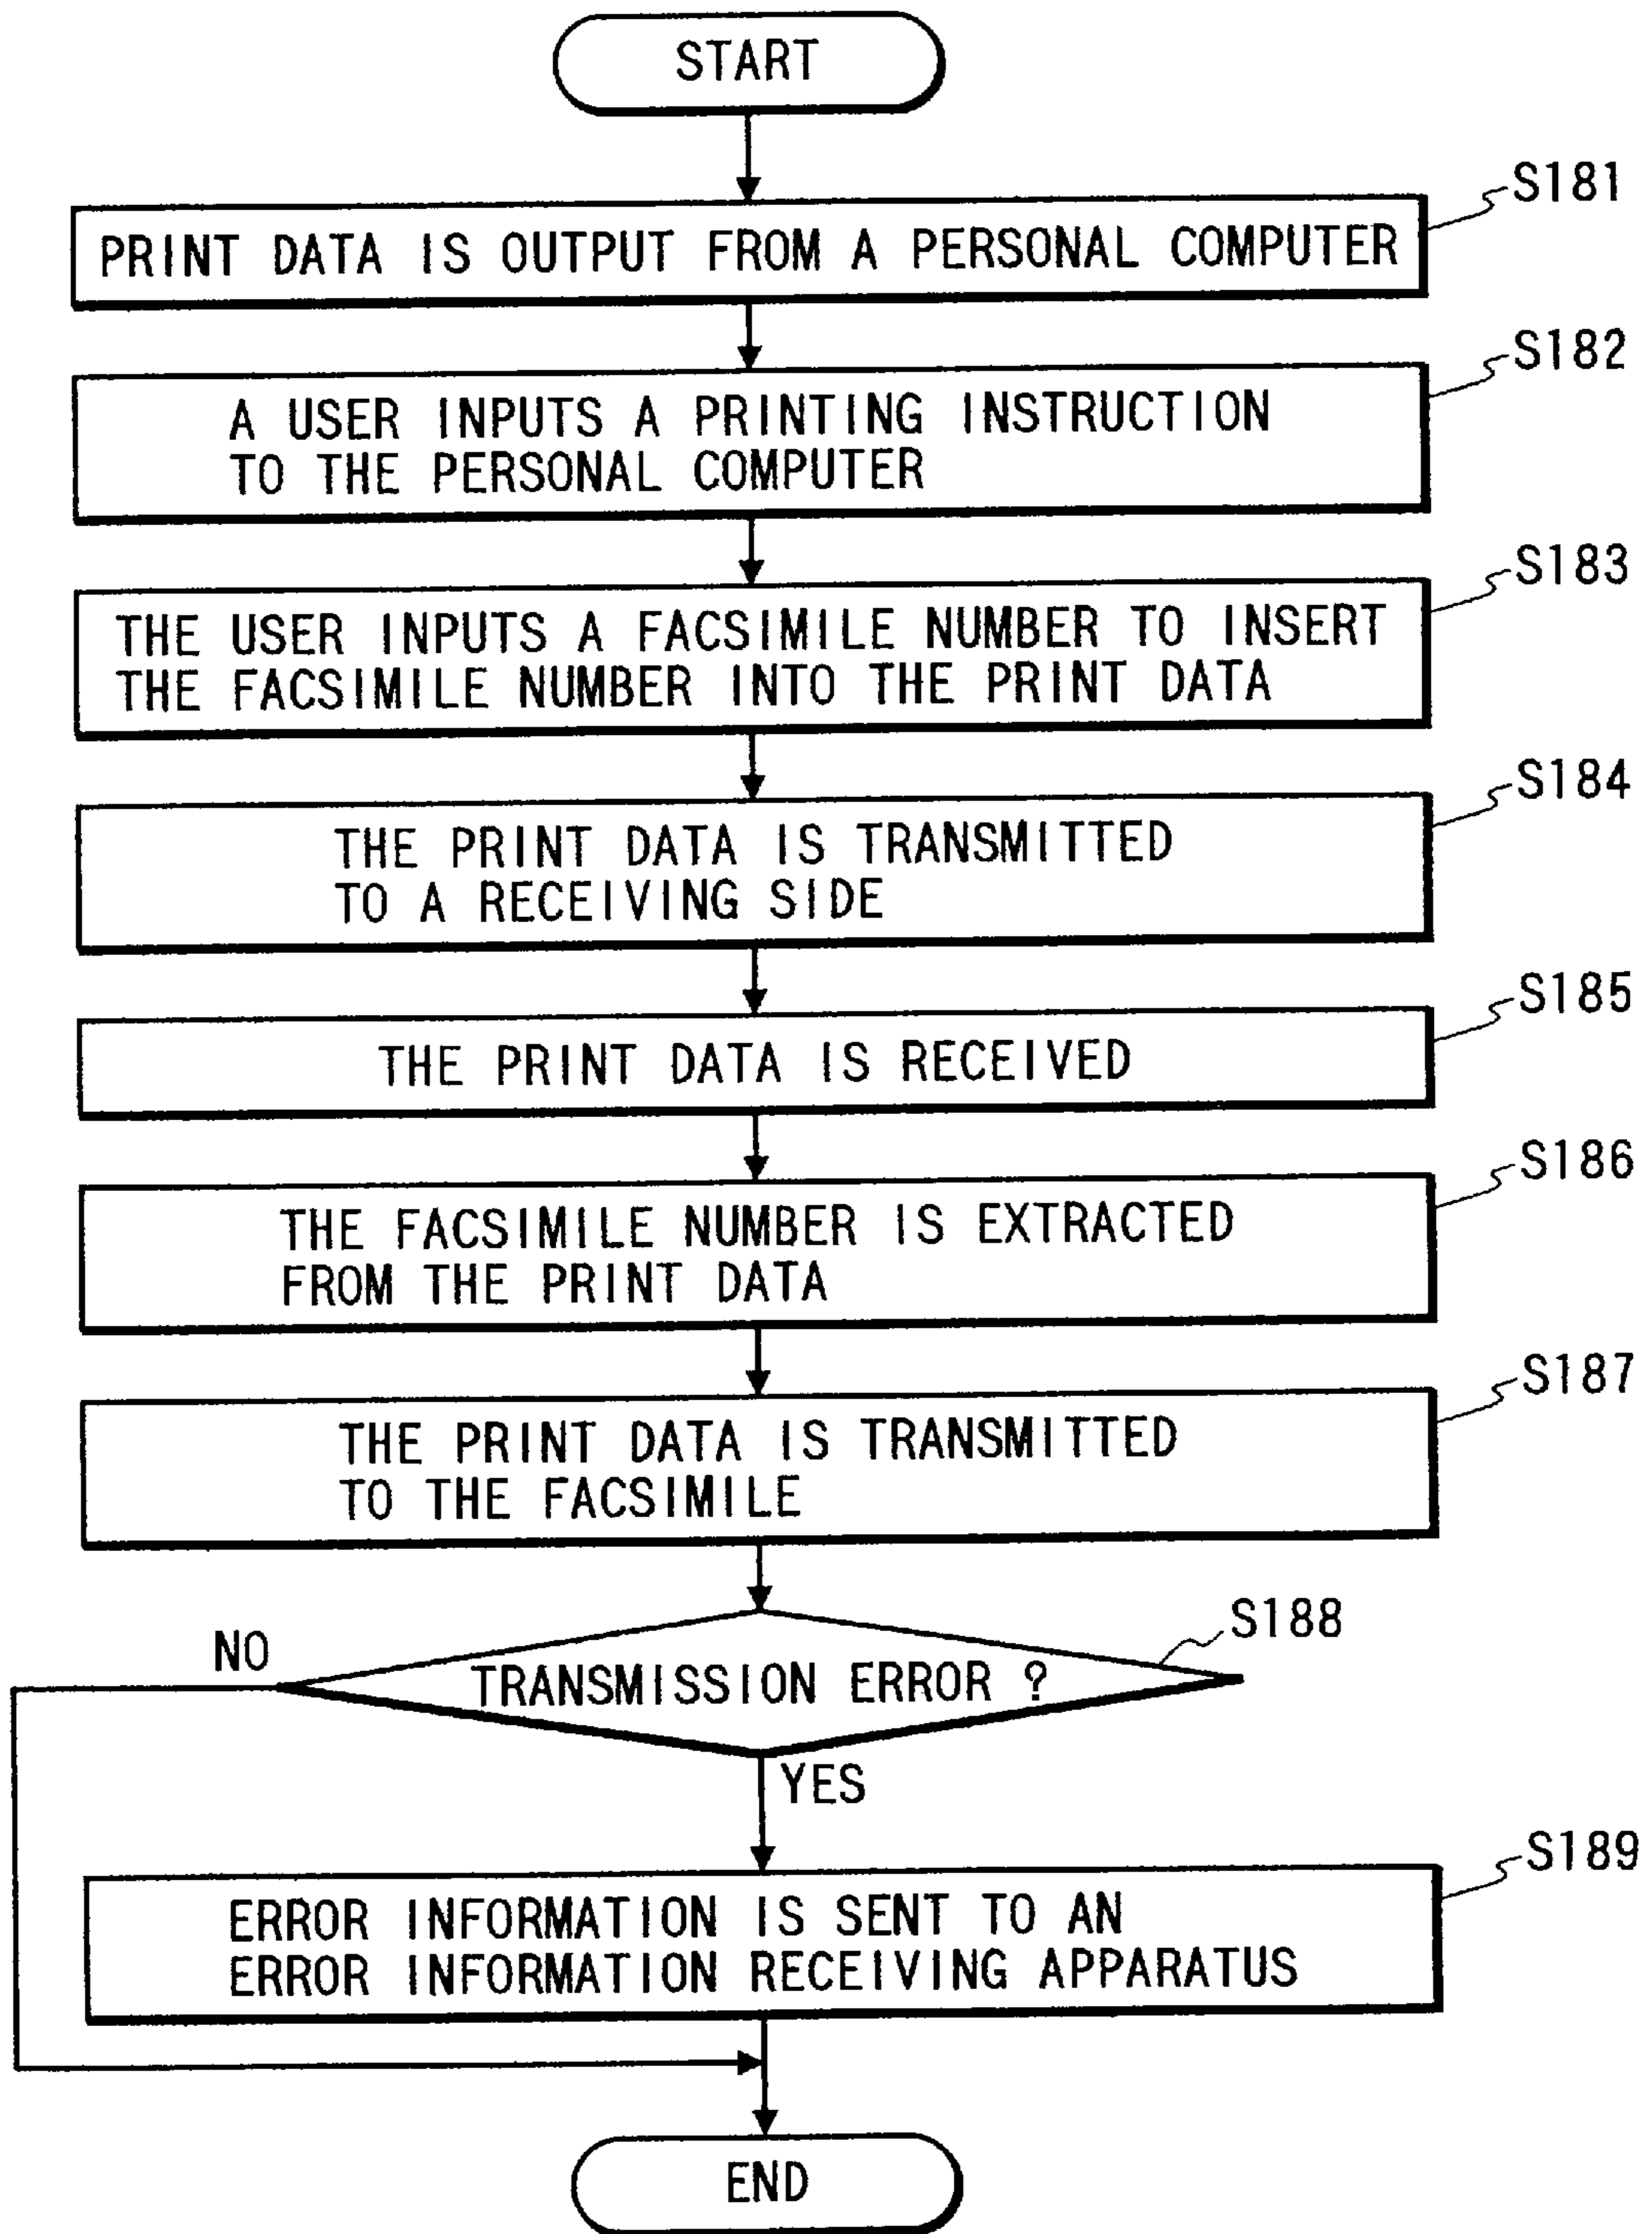 START
S181
PRINT DATA IS OUTPUT FROM A PERSONAL COMPUTER
S182
A USER INPUTS A PRINTING INSTRUCTION
TO THE PERSONAL COMPUTER
S183
THE USER INPUTS A FACSIMILE NUMBER TO INSERT
THE FACSIMILE NUMBER INTO THE PRINT DATA
S184
THE PRINT DATA IS TRANSMITTED
TO A RECEIVING SIDE
S185
THE PRINT DATA IS RECEIVED
S186
THE FACSIMILE NUMBER IS EXTRACTED
FROM THE PRINT DATA
S187
THE PRINT DATA IS TRANSMITTED
TO THE FACSIMILE
S188
NO
TRANSMISSION ERROR ?
YES
S189
ERROR INFORMATION IS SENT TO AN
ERROR INFORMATION RECEIVING APPARATUS
END